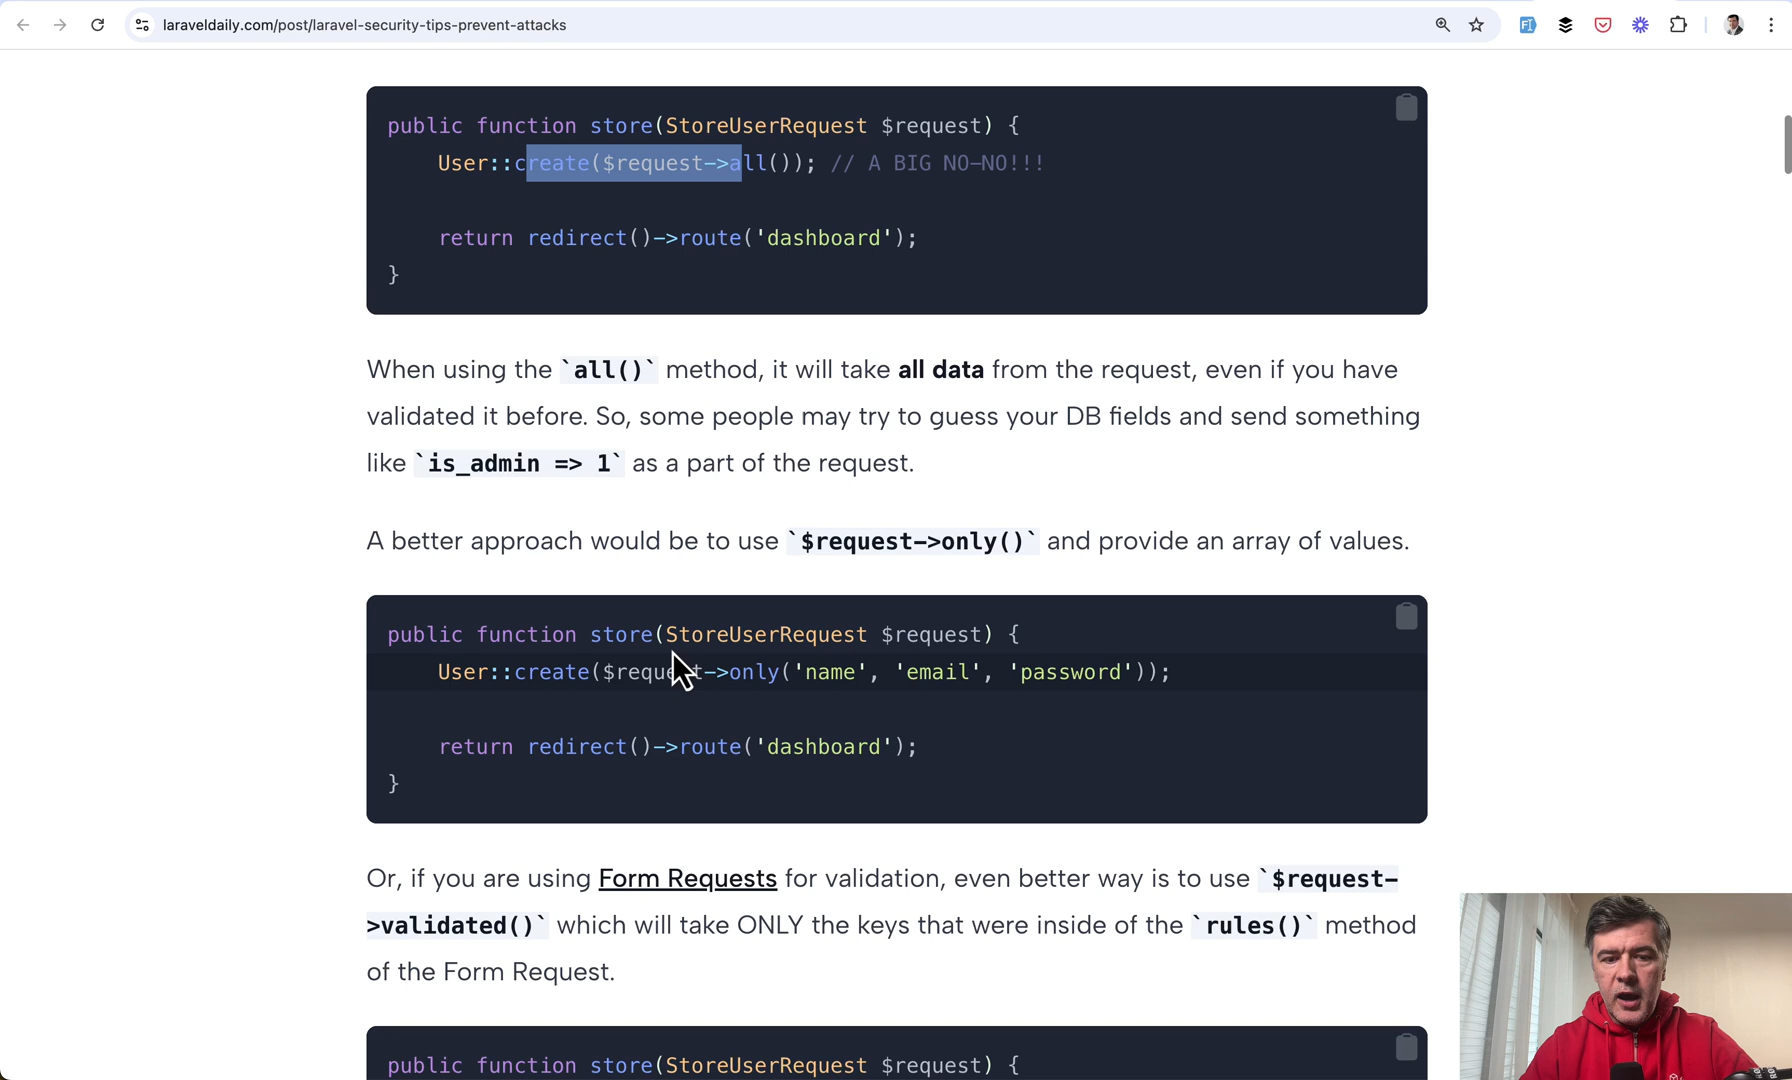 laraveldaily.com/post/laravel-security-tips-prevent-attacks
public function store(StoreUserRequest $request) {
User::create($request->all()); // A BIG NO-NO!!!
return redirect()->route('dashboard');
}
When using the `all()` method, it will take all data from the request, even if you have
validated it before. So, some people may try to guess your DB fields and send something
like `is_admin => 1` as a part of the request.
A better approach would be to use `$request->only()` and provide an array of values.
public function store(StoreUserRequest $request) {
User::create($request->only('name', 'email', 'password'));
return redirect()->route('dashboard');
}
Or, if you are using Form Requests for validation, even better way is to use `$request-
>validated()` which will take ONLY the keys that were inside of the `rules()` method
of the Form Request.
public function store(StoreUserRequest $request) {